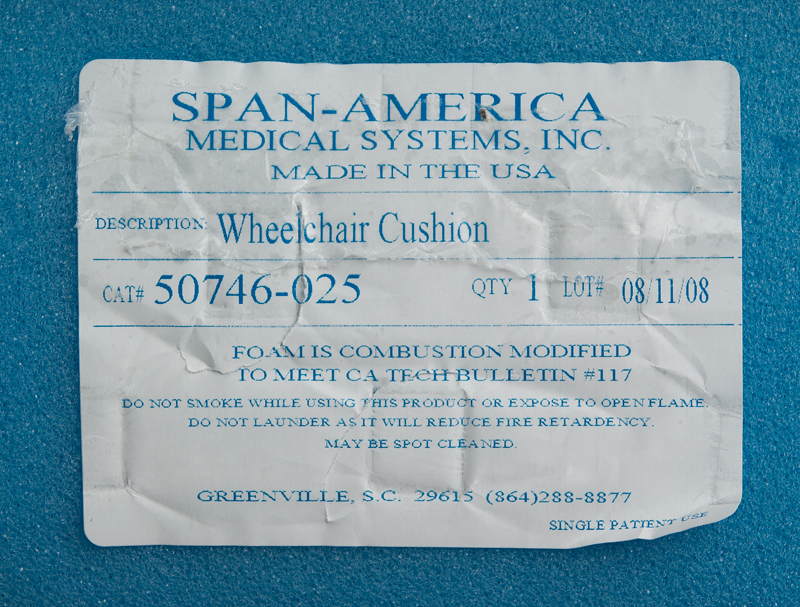 SPAN-AMERICA
MEDICAL SYSTEMS, INC.
MADE IN THE USA
DESCRIPTION: Wheelchair Cushion
CAT# 50746-025 QTY 1 LOT# 08/11/08
FOAM IS COMBUSTION MODIFIED
TO MEET CA TECH BULLETIN #117
DO NOT SMOKE WHILE USING THIS PRODUCT OR EXPOSE TO OPEN FLAME.
DO NOT LAUNDER AS IT WILL REDUCE FIRE RETARDENCY.
MAY BE SPOT CLEANED.
GREENVILLE, S.C. 29615 (864)288-8877
SINGLE PATIENT USE